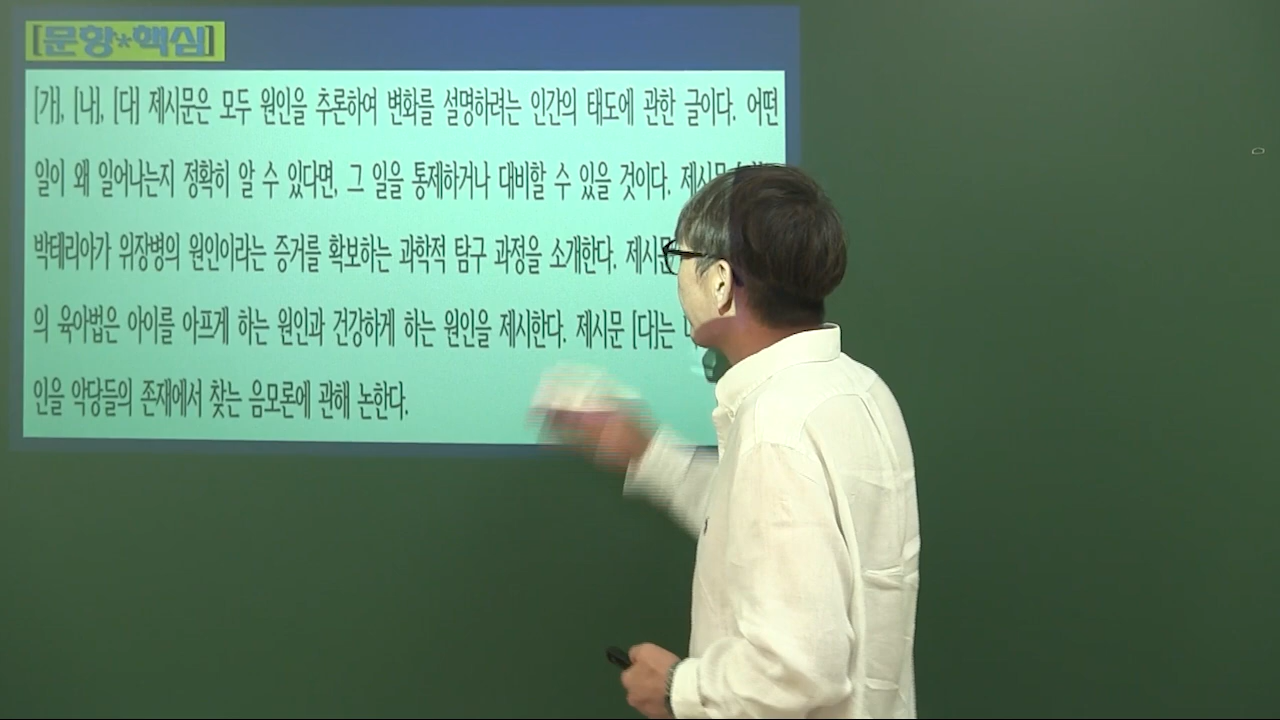 [문항*핵심]
[가], [나], [다] 제시문은 모두 원인을 추론하여 변화를 설명하려는 인간의 태도에 관한 글이다. 어떤
일이 왜 일어나는지 정확히 알 수 있다면, 그 일을 통제하거나 대비할 수 있을 것이다. 제시문
박테리아가 위장병의 원인이라는 증거를 확보하는 과학적 탐구 과정을 소개한다. 제시문
의 육아법은 아이를 아프게 하는 원인과 건강하게 하는 원인을 제시한다. 제시문 [다]는
인을 악당들의 존재에서 찾는 음모론에 관해 논한다.